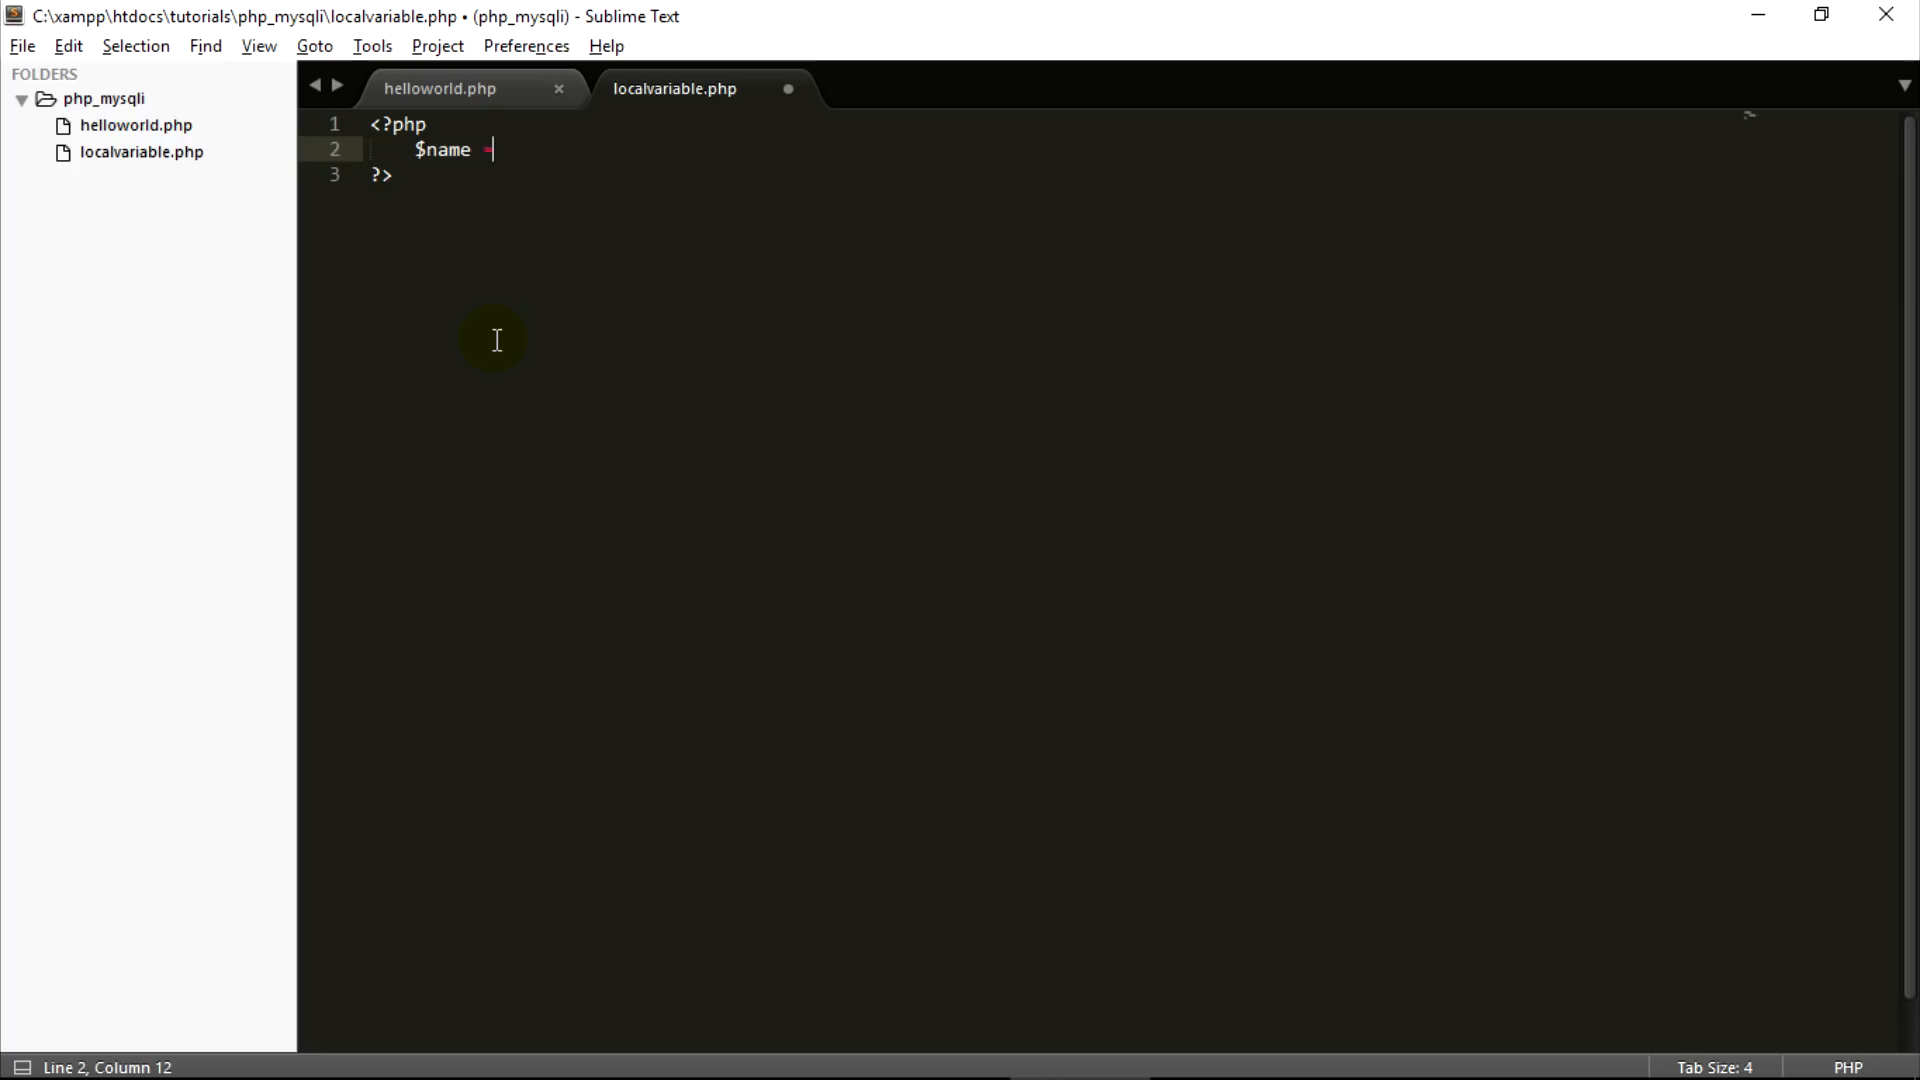 C:\xampp\htdocs\tutorials\php_mysqli\localvariable.php • (php_mysqli) - Sublime Text
File Edit Selection Find View Goto Tools Project Preferences Help
FOLDERS
php_mysqli
helloworld.php
localvariable.php
helloworld.php × localvariable.php
1 <?php
2 $name =
3 ?>
Line 2, Column 12
Tab Size: 4 PHP